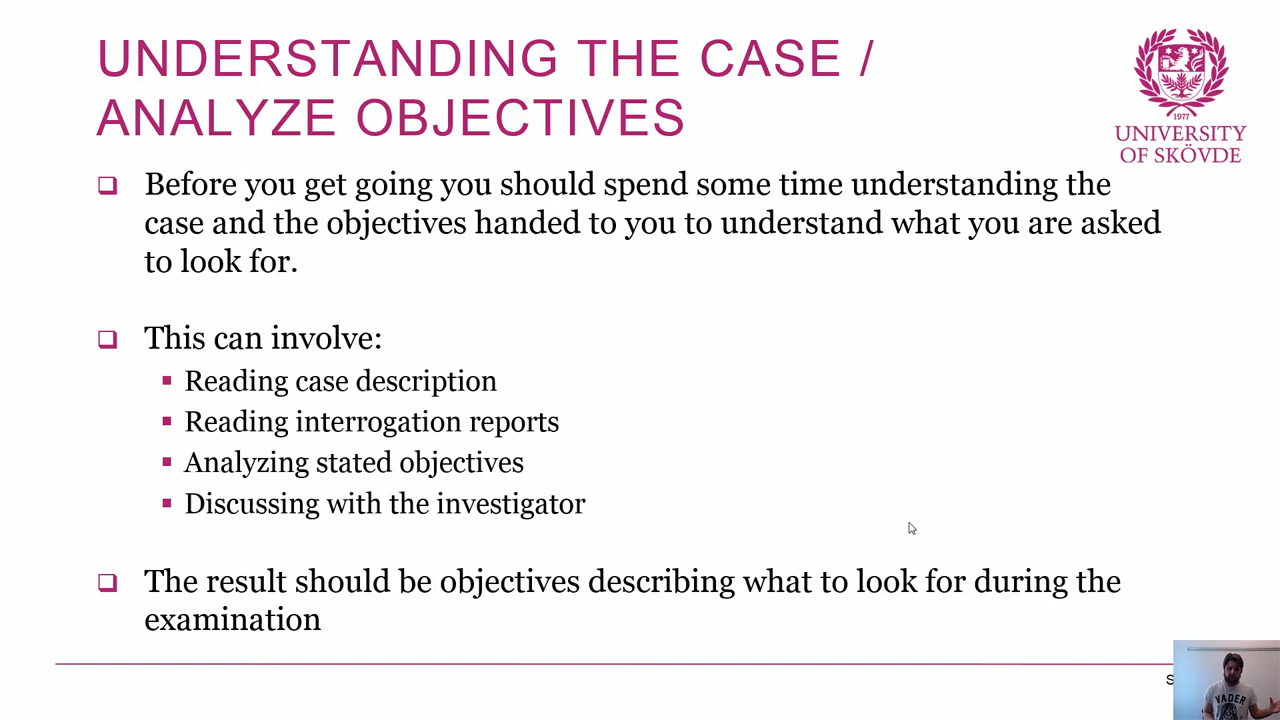 UNDERSTANDING THE CASE /
ANALYZE OBJECTIVES
1977
UNIVERSITY
OF SKÖVDE
Before you get going you should spend some time understanding the
case and the objectives handed to you to understand what you are asked
to look for.
This can involve:
Reading case description
Reading interrogation reports
Analyzing stated objectives
Discussing with the investigator
The result should be objectives describing what to look for during the
examination
VADER